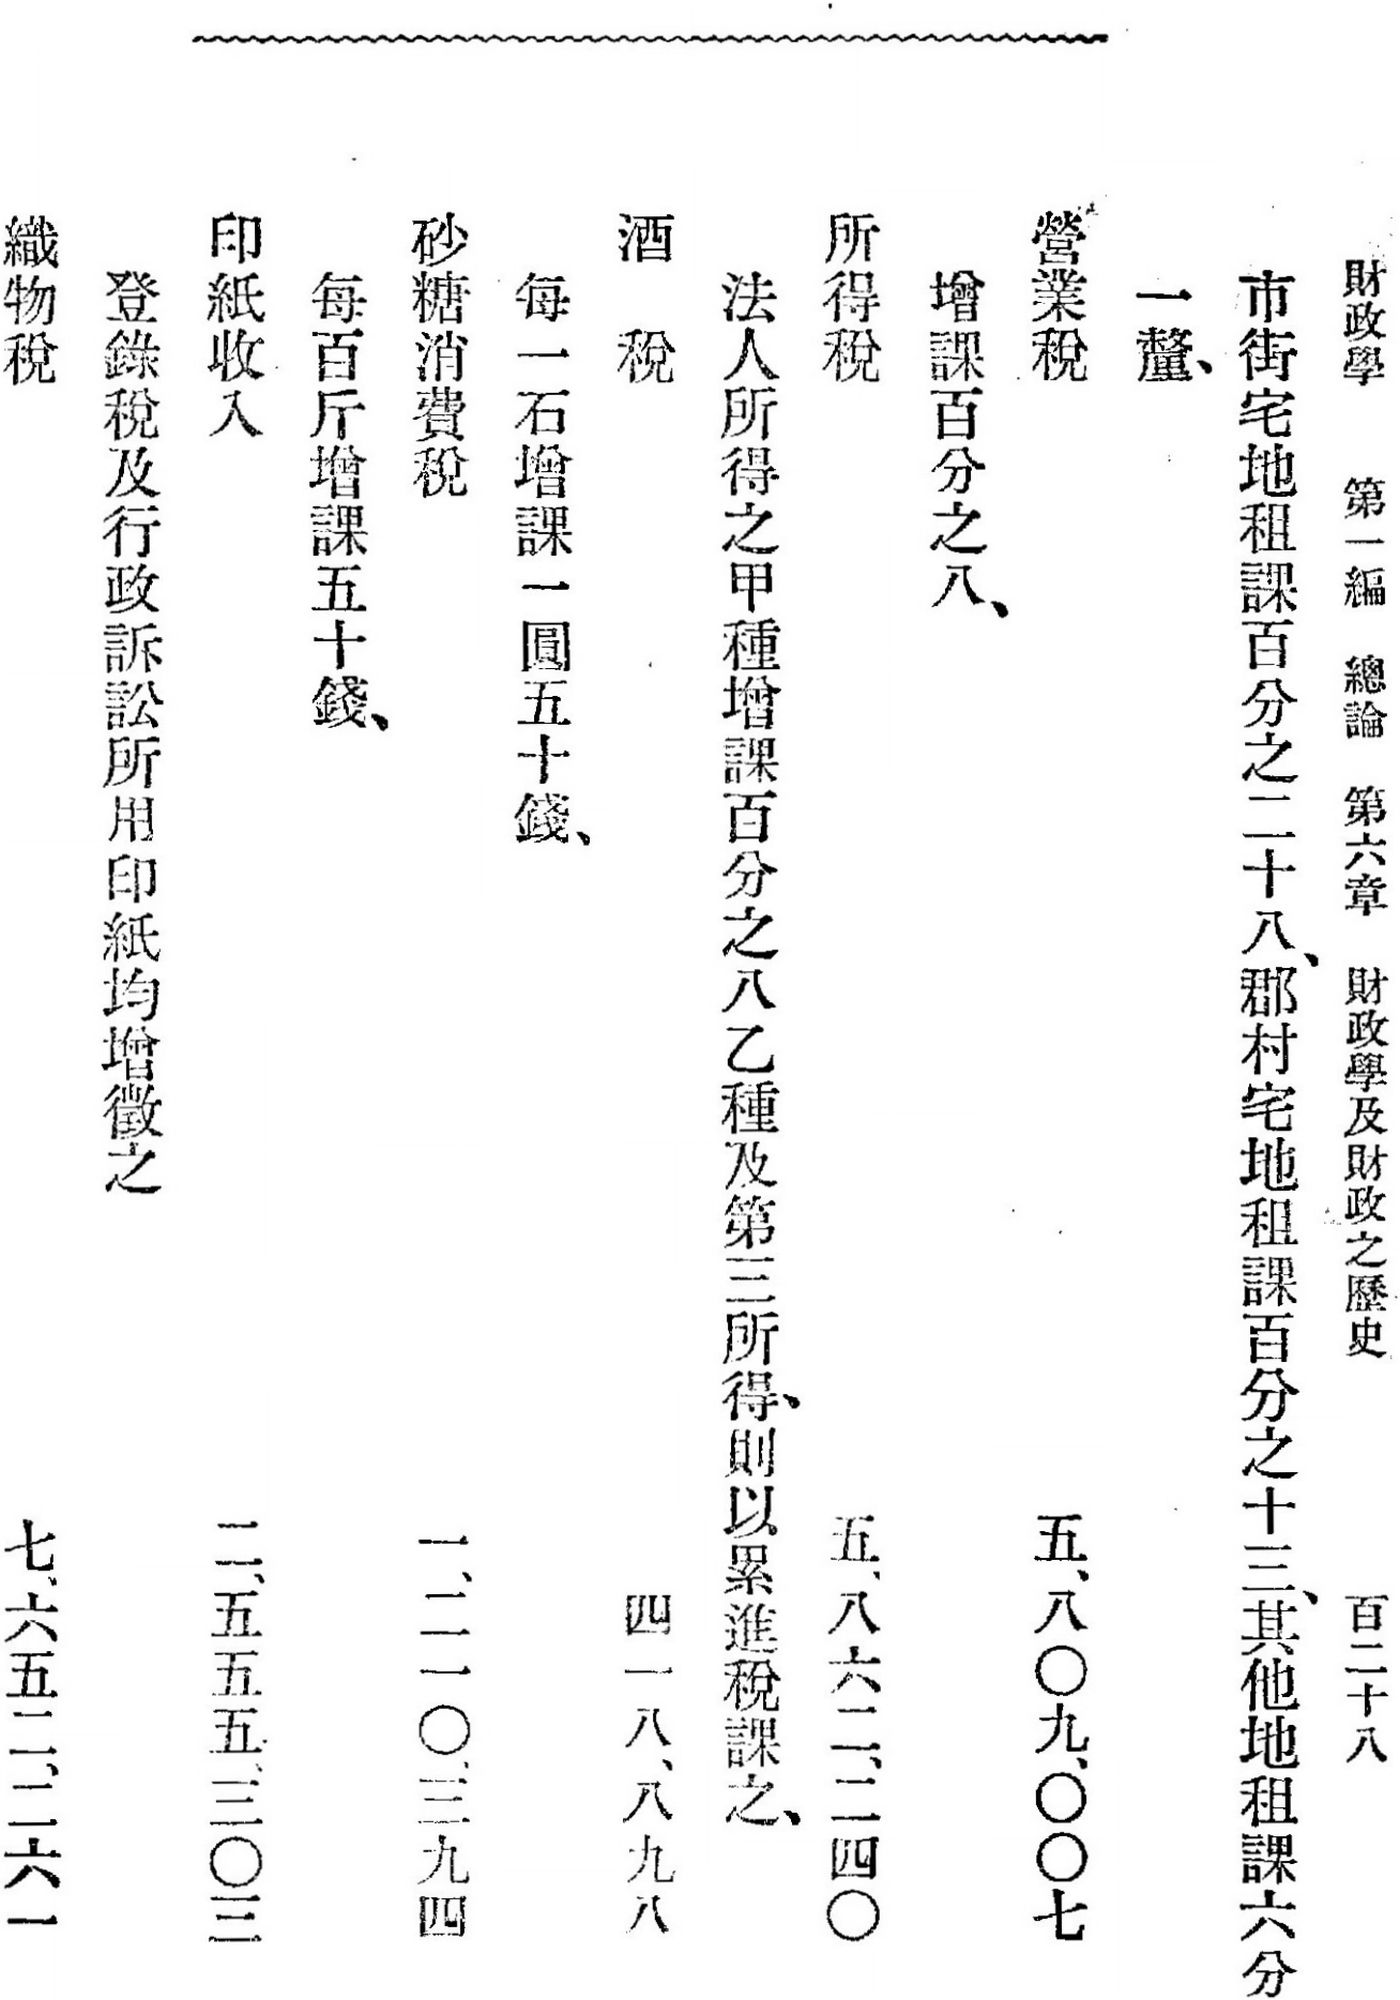 財政學　第一編　總論　第六章　財政學及財政之歷史　百二十八
市街宅地租課百分之二十八、郡村宅地租課百分之十三、其他地租課六分
一釐、
營業稅　五、八〇九、〇〇七
增課百分之八、
所得稅　五、八六二、二四〇
法人所得之甲種增課百分之八乙種及第三所得、則以累進稅課之、
酒　稅　四一八、八九八
每一石增課一圓五十錢、
砂糖消費稅　一、二一〇、三九四
每百斤增課五十錢、
印紙收入　二、五五五、三〇三
登錄稅及行政訴訟所用印紙均增徵之
織物稅　七、六五二、二六一